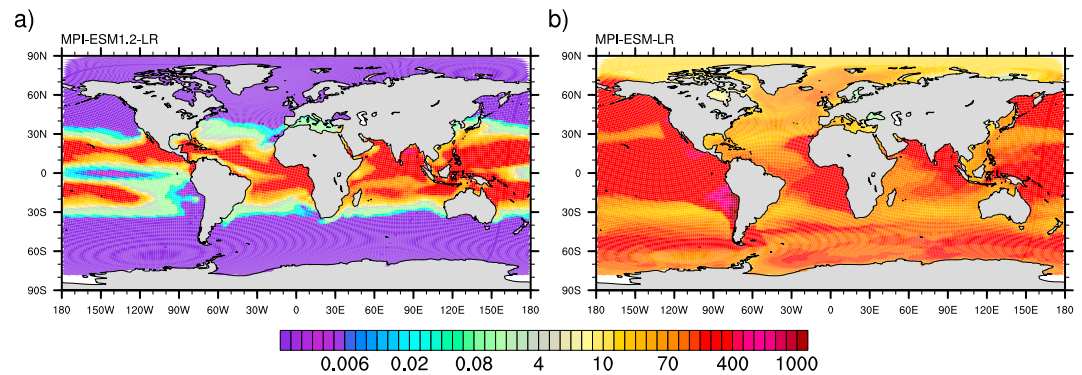 a)
MPI-ESM1.2-LR
90N
60N
30N
0
30S
60S
90S
180 150W 120W 90W 60W 30W 0 30E 60E 90E 120E 150E 180
b)
MPI-ESM-LR
90N
60N
30N
0
30S
60S
90S
180 150W 120W 90W 60W 30W 0 30E 60E 90E 120E 150E 180
0.006 0.02 0.08 4 10 70 400 1000